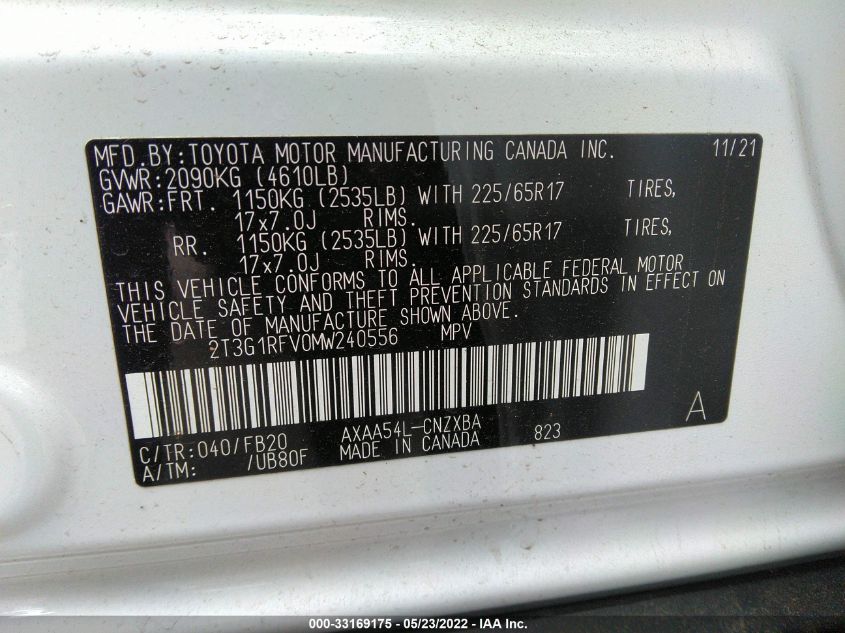 MFD.BY:TOYOTA MOTOR MANUFACTURING CANADA INC. 11/21
GVWR:2090KG (4610LB)
GAWR:FRT. 1150KG (2535LB) WITH 225/65R17 TIRES,
17x7.0J RIMS.
RR. 1150KG (2535LB) WITH 225/65R17 TIRES,
17x7.0J RIMS.
THIS VEHICLE CONFORMS TO ALL APPLICABLE FEDERAL MOTOR
VEHICLE SAFETY AND THEFT PREVENTION STANDARDS IN EFFECT ON
THE DATE OF MANUFACTURE SHOWN ABOVE.
2T3G1RFV0MW240556 MPV
C/TR:040/FB20 AXAA54L-CNZXBA 823 A
A/TM: /UB80F MADE IN CANADA
000-33169175 - 05/23/2022 - IAA Inc.